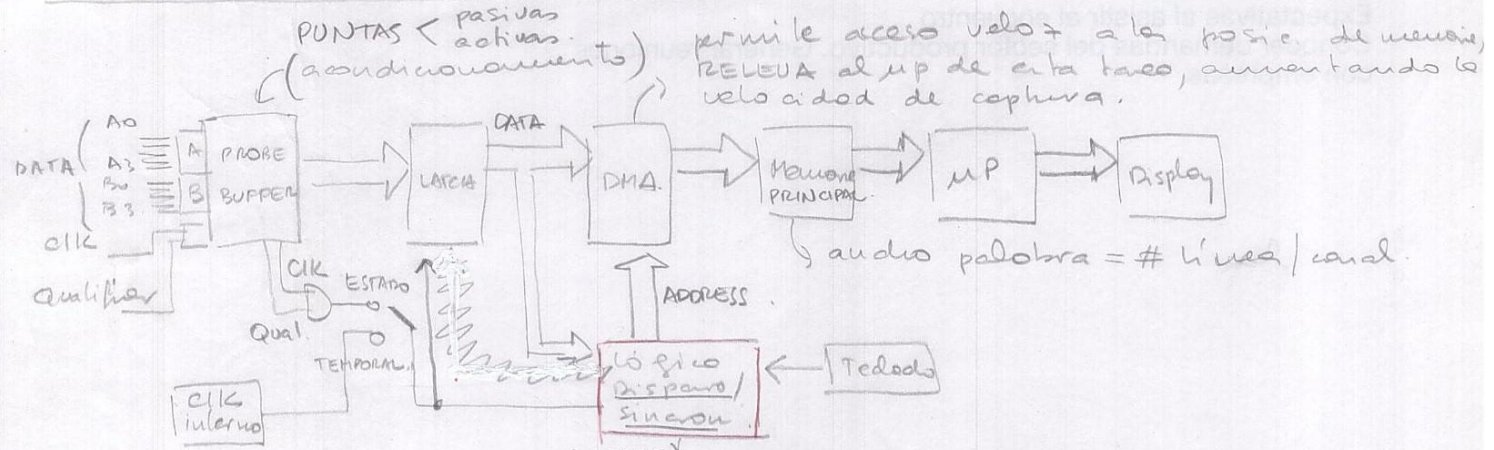 PUNTAS < pasivas
activas.
(acondicionamiento)
permite acceso veloz a la posic de memoria,
RELEVA al µp de esta tarea, aumentando la
velocidad de captura.
DATA
A0
A3
B0
B3
Clk
Qualifier
A
B
PROBE
BUFFER
LATCH
DATA
DMA.
Memoria
PRINCIPAL.
µP
Display
ancho palabra = # línea/canal.
Clk
Qual.
ESTADO
TEMPORAL.
ADDRESS.
Clk
interno
Lógica
Disparo/
Sincron.
Teclado